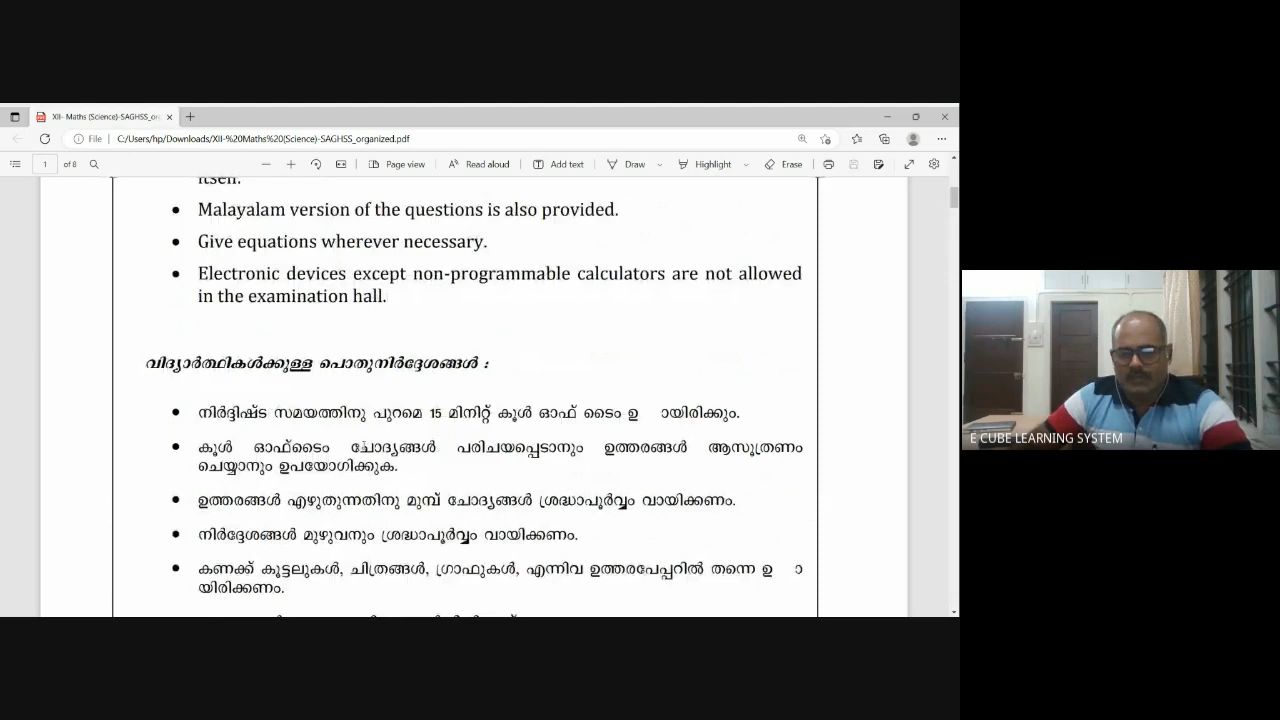 XII- Maths (Science)-SAGHSS_or
File
C:/Users/hp/Downloads/XII-%20Maths%20(Science)-SAGHSS_organized.pdf
1 of 8
Page view
Read aloud
Add text
Draw
Highlight
Erase
itself.
• Malayalam version of the questions is also provided.
• Give equations wherever necessary.
• Electronic devices except non-programmable calculators are not allowed
in the examination hall.
വിദ്യാർത്ഥികൾക്കുള്ള പൊതുനിർദ്ദേശങ്ങൾ :
• നിർദ്ദിഷ്ട സമയത്തിനു പുറമെ 15 മിനിറ്റ് കൂൾ ഓഫ് ടൈം ഉ ായിരിക്കും.
• കൂൾ ഓഫ്ടൈം ചോദ്യങ്ങൾ പരിചയപ്പെടാനും ഉത്തരങ്ങൾ ആസൂത്രണം
ചെയ്യാനും ഉപയോഗിക്കുക.
• ഉത്തരങ്ങൾ എഴുതുന്നതിനു മുമ്പ് ചോദ്യങ്ങൾ ശ്രദ്ധാപൂർവ്വം വായിക്കണം.
• നിർദ്ദേശങ്ങൾ മുഴുവനും ശ്രദ്ധാപൂർവ്വം വായിക്കണം.
• കണക്ക് കൂട്ടലുകൾ, ചിത്രങ്ങൾ, ഗ്രാഫുകൾ, എന്നിവ ഉത്തരപേപ്പറിൽ തന്നെ ഉ ാ
യിരിക്കണം.
E CUBE LEARNING SYSTEM